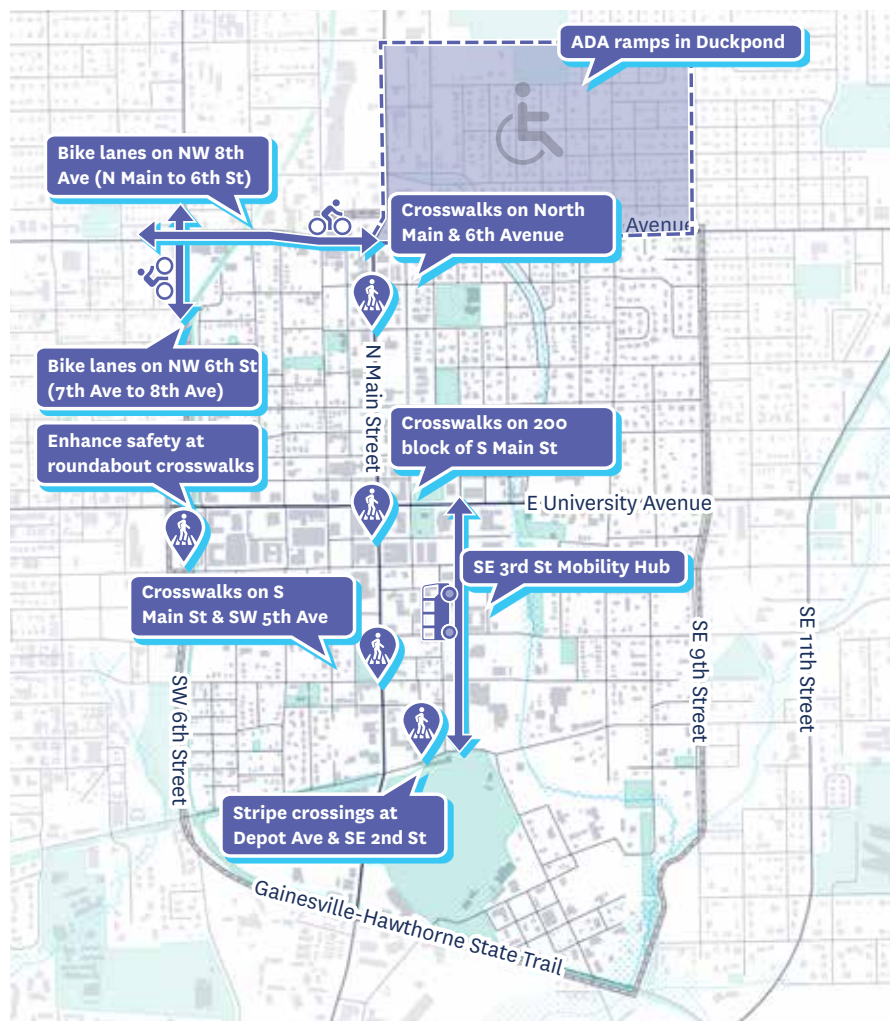 ADA ramps in Duckpond
Bike lanes on NW 8th
Ave (N Main to 6th St)
Crosswalks on North
Main & 6th Avenue
Avenue
Bike lanes on NW 6th St
(7th Ave to 8th Ave)
N Main Street
Enhance safety at
roundabout crosswalks
Crosswalks on 200
block of S Main St
E University Avenue
SE 3rd St Mobility Hub
Crosswalks on S
Main St & SW 5th Ave
SW 6th Street
SE 9th Street
SE 11th Street
Stripe crossings at
Depot Ave & SE 2nd St
Gainesville-Hawthorne State Trail